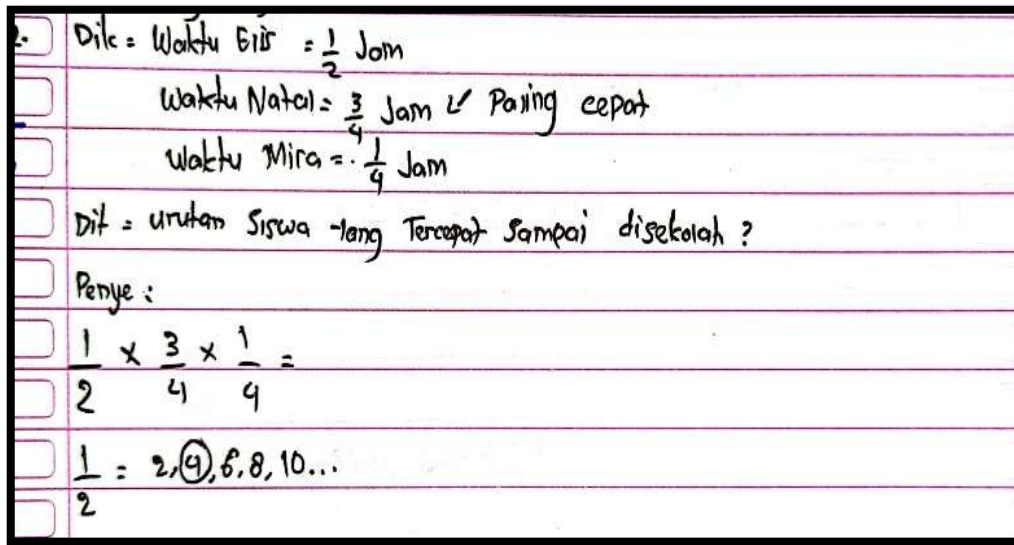 2. Dik = Waktu Eris = 1/2 Jam
Waktu Natal = 3/4 Jam ✓ Paling cepat
Waktu Mira = . 1/4 Jam
Dit = urutan Siswa yang Tercepat Sampai disekolah ?
Penye :
1/2 × 3/4 × 1/4 =
1/2 = 2, 4, 6, 8, 10...